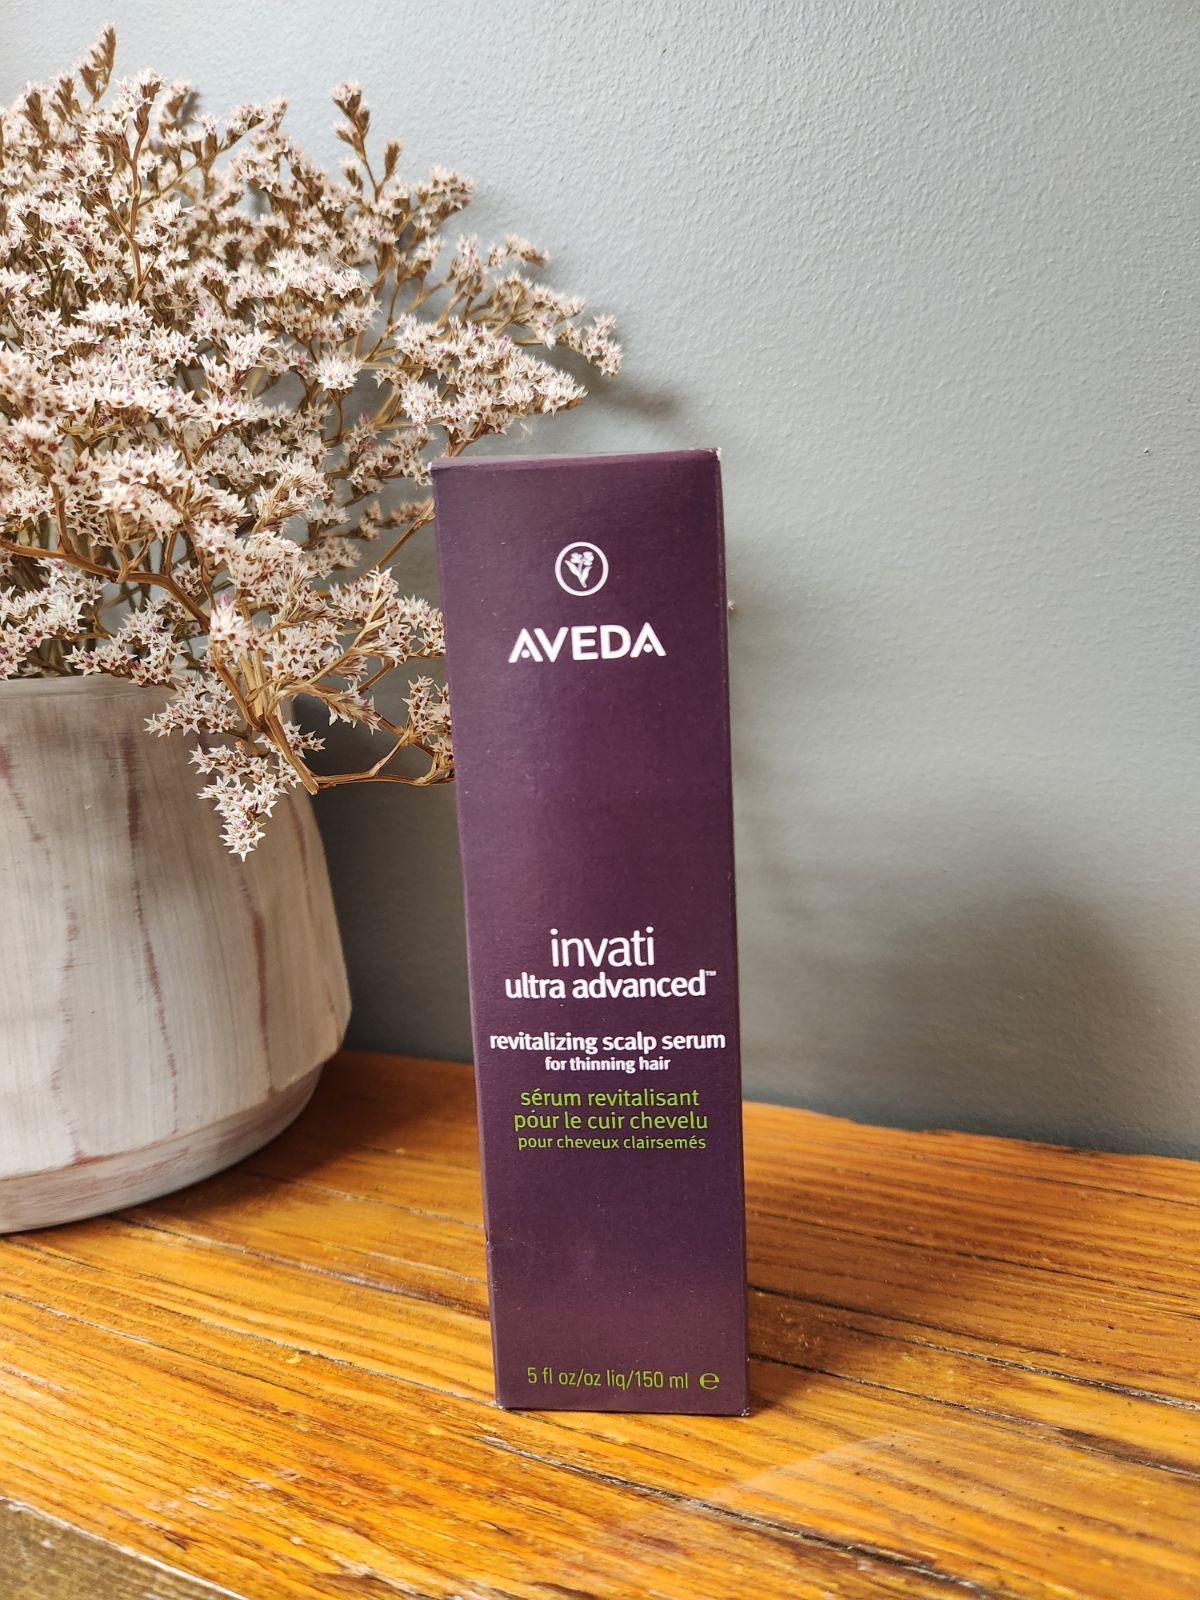 AVEDA
invati
ultra advanced™
revitalizing scalp serum
for thinning hair
sérum revitalisant
pour le cuir chevelu
pour cheveux clairsemés
5 fl oz/oz liq/150 ml ℮